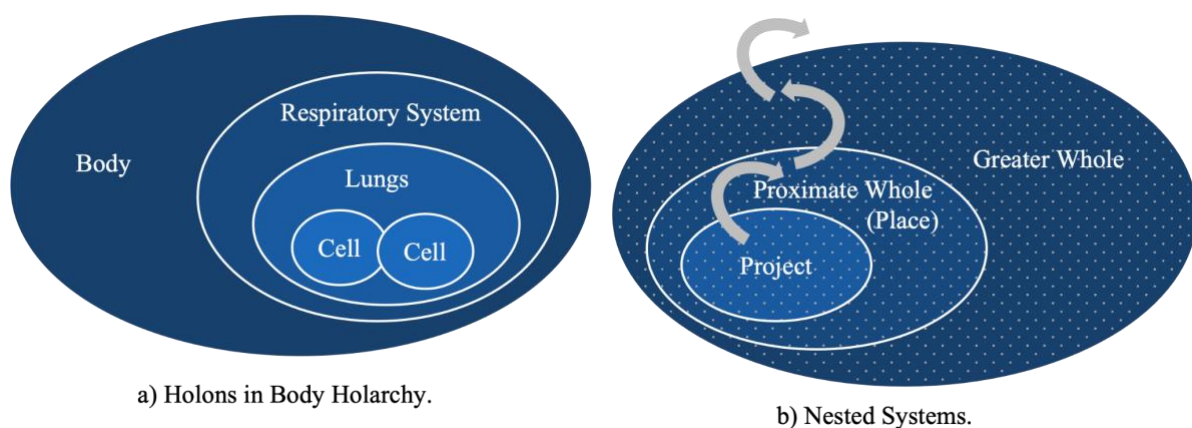 Body
Respiratory System
Lungs
Cell
Cell
a) Holons in Body Holarchy.
Greater Whole
Proximate Whole
(Place)
Project
b) Nested Systems.